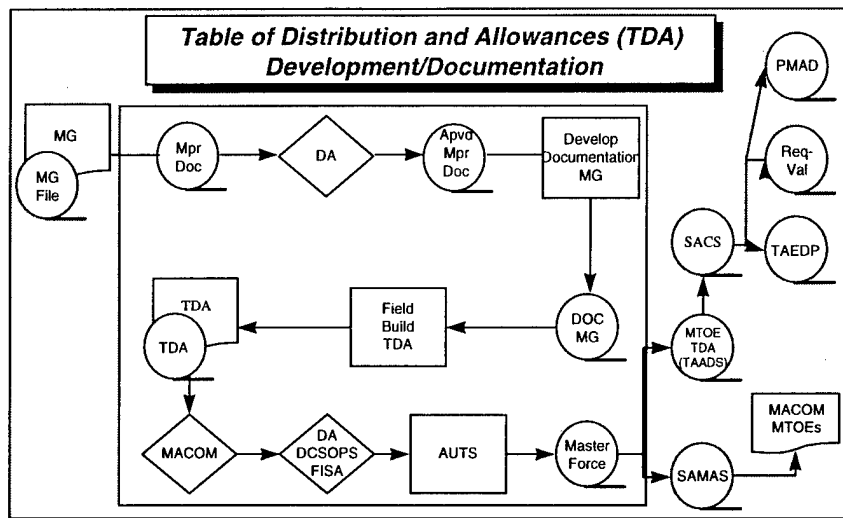 Table of Distribution and Allowances (TDA)
Development/Documentation
MG
MG
File
Mpr
Doc
DA
Apvd
Mpr
Doc
Develop
Documentation
MG
PMAD
Req-
Val
TAEDP
SACS
TDA
TDA
Field
Build
TDA
DOC
MG
MTOE
TDA
(TAADS)
MACOM
DA
DCSOPS
FISA
AUTS
Master
Force
SAMAS
MACOM
MTOEs